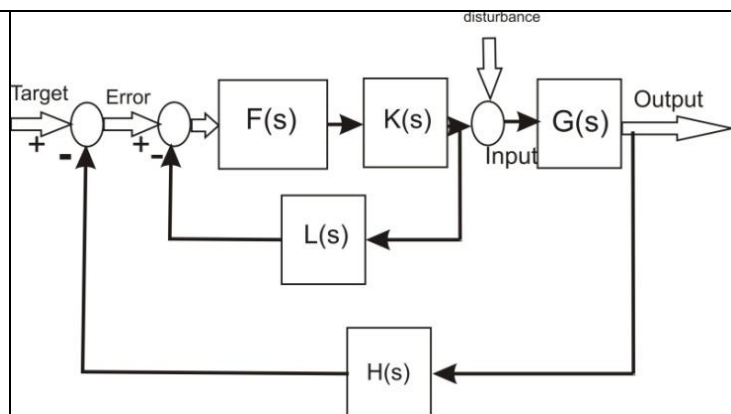 disturbance
Target
Error
F(s)
K(s)
G(s)
Output
+
-
+
-
Input
L(s)
H(s)